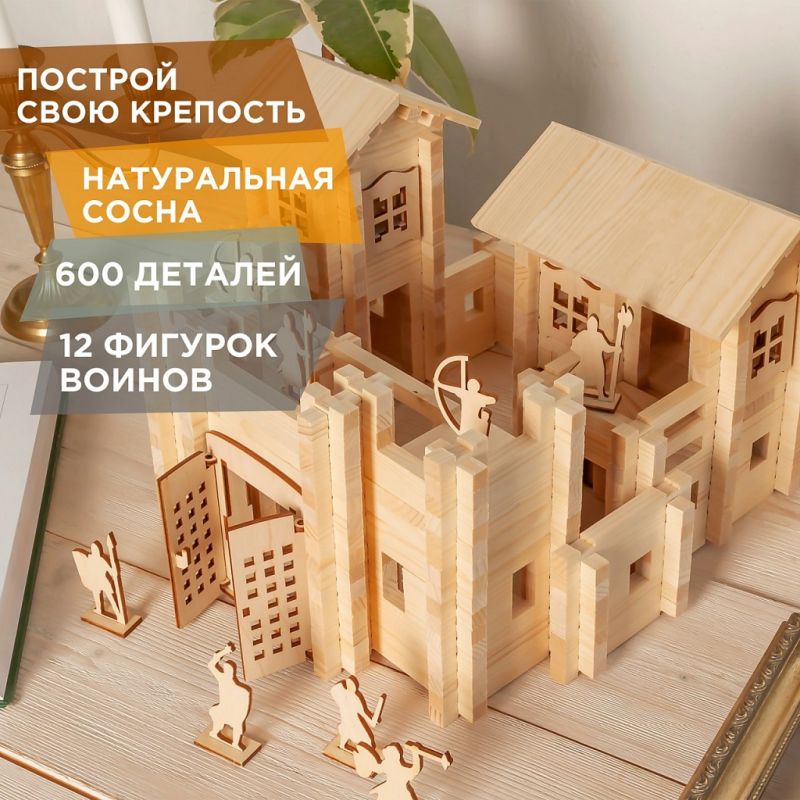 ПОСТРОЙ
СВОЮ КРЕПОСТЬ
НАТУРАЛЬНАЯ
СОСНА
600 ДЕТАЛЕЙ
12 ФИГУРОК
ВОИНОВ